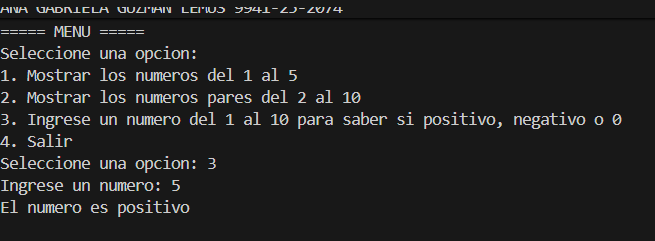 ANA GABRIELA GUZMAN LEMUS 9941-25-2074
===== MENU =====
Seleccione una opcion:
1. Mostrar los numeros del 1 al 5
2. Mostrar los numeros pares del 2 al 10
3. Ingrese un numero del 1 al 10 para saber si positivo, negativo o 0
4. Salir
Seleccione una opcion: 3
Ingrese un numero: 5
El numero es positivo